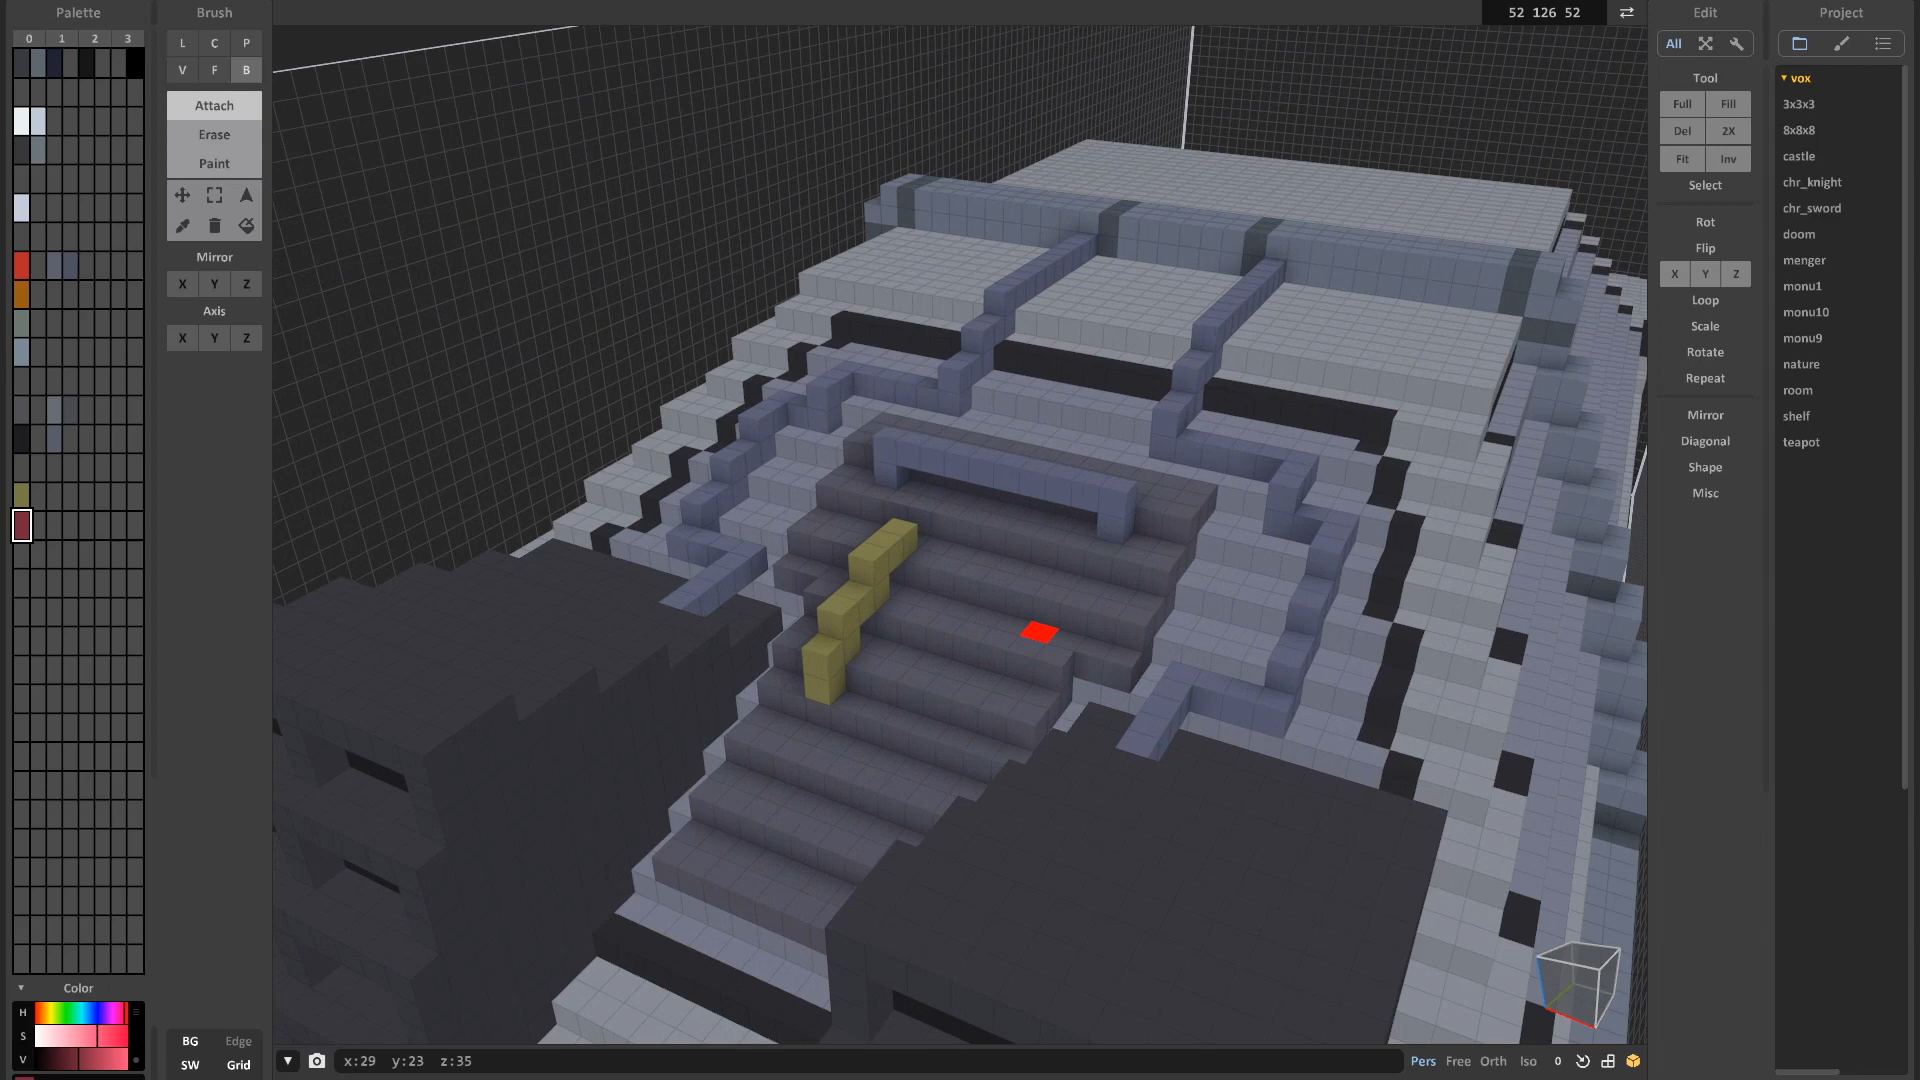 Palette
0 1 2 3
Color
H
S
V
Brush
L C P
V F B
Attach
Erase
Paint
Mirror
X Y Z
Axis
X Y Z
BG Edge
SW Grid
52 126 52
x:29 y:23 z:35
Pers Free Orth Iso 0
Edit
All
Tool
Full Fill
Del 2X
Fit Inv
Select
Rot
Flip
X Y Z
Loop
Scale
Rotate
Repeat
Mirror
Diagonal
Shape
Misc
Project
vox
3x3x3
8x8x8
castle
chr_knight
chr_sword
doom
menger
monu1
monu10
monu9
nature
room
shelf
teapot